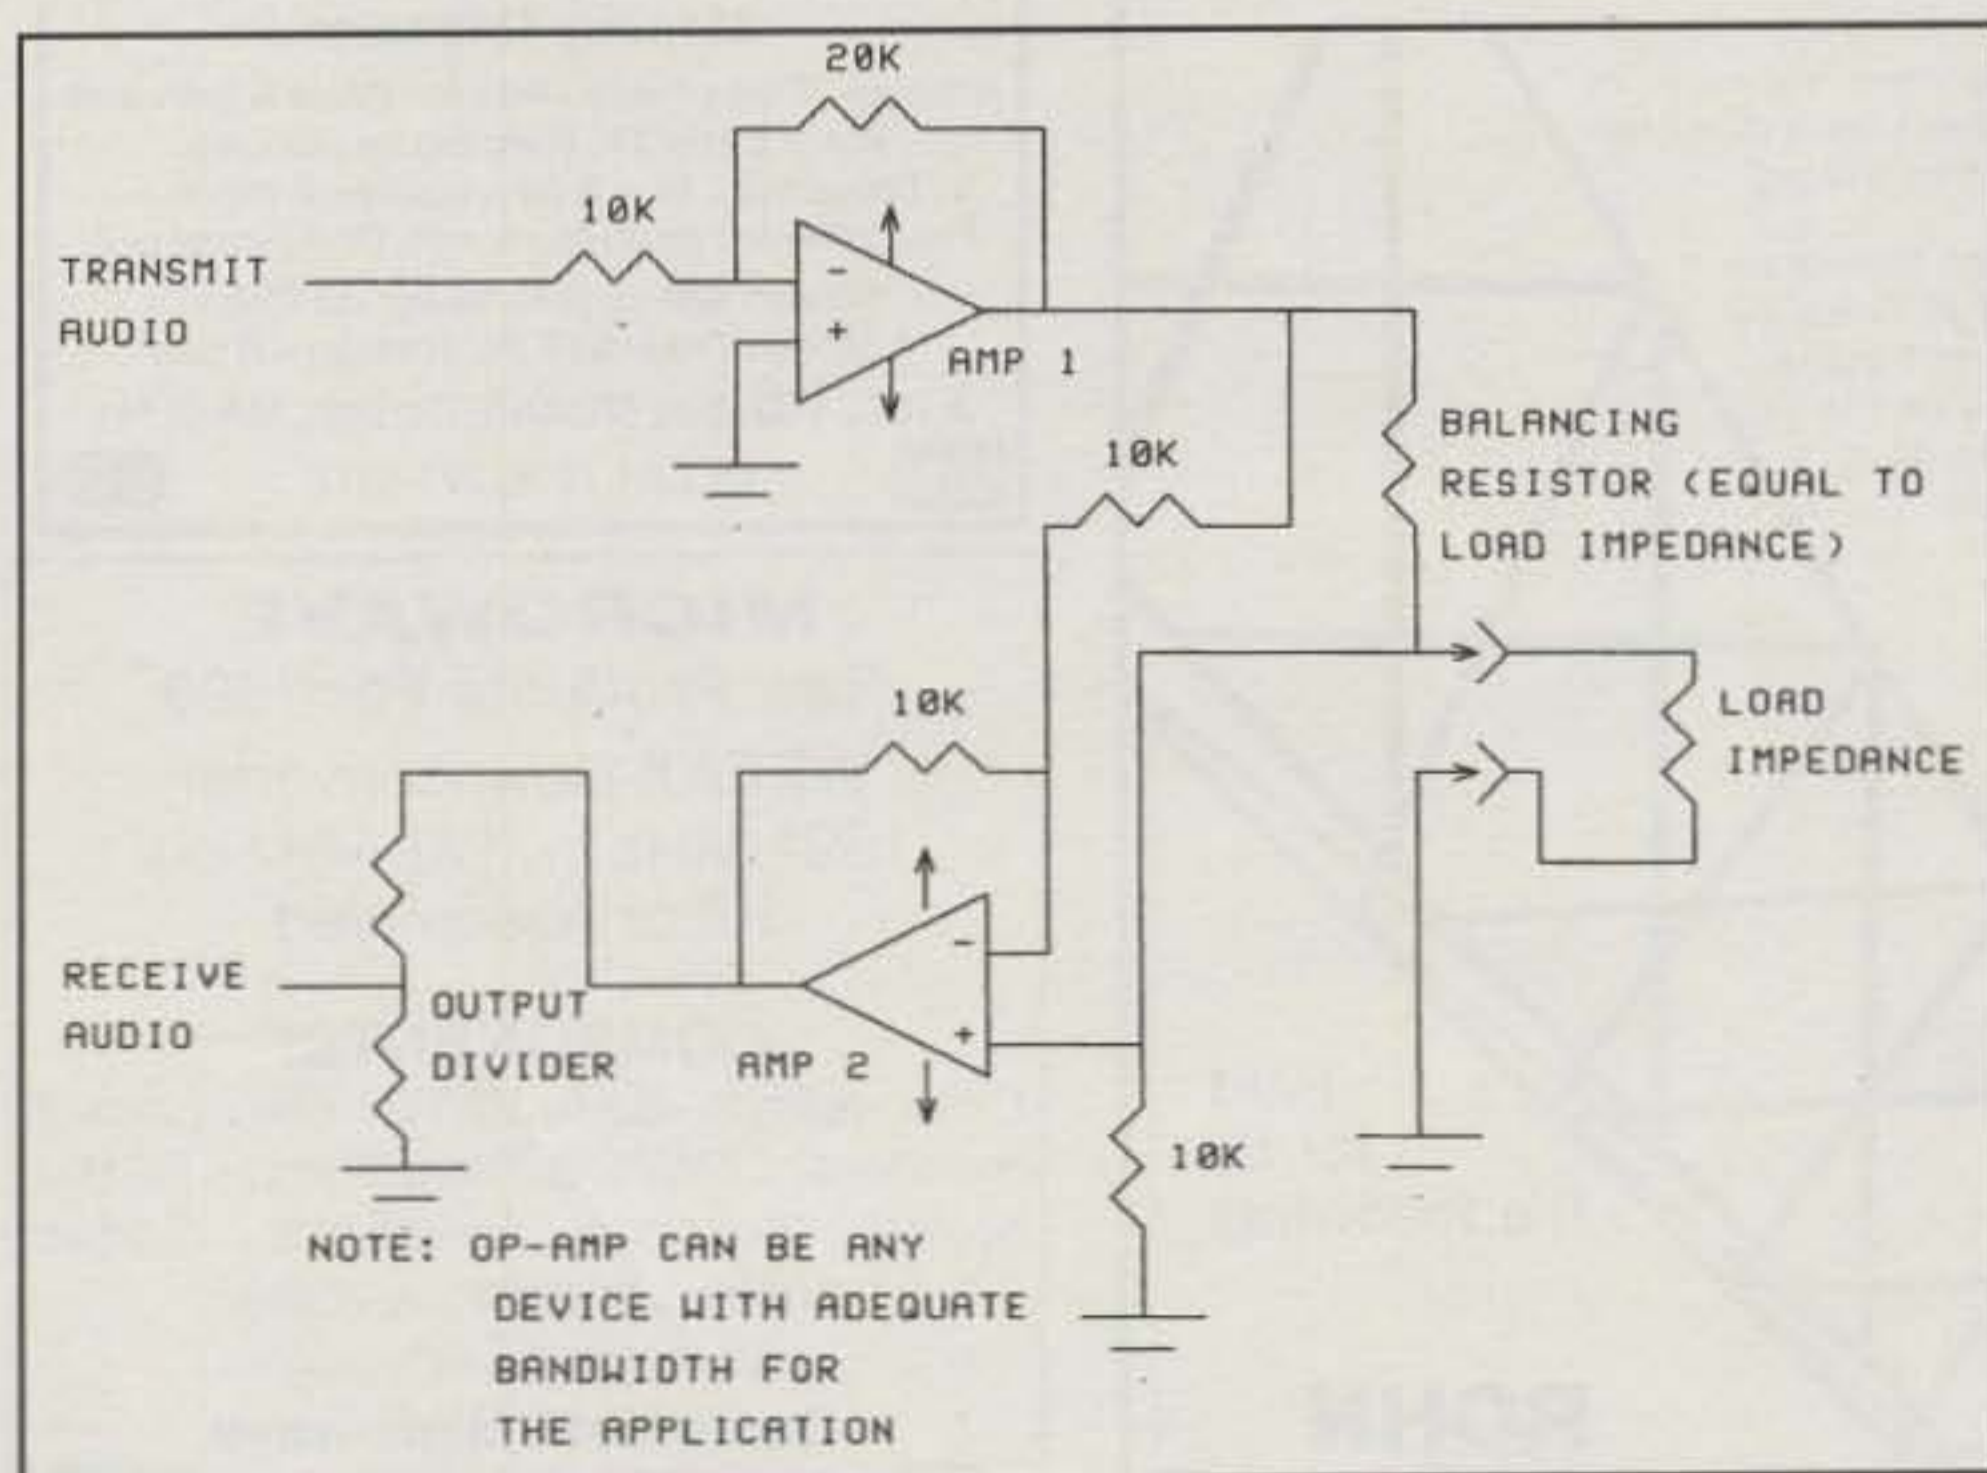 20K
10K
TRANSMIT
AUDIO
-
+
AMP 1
10K
BALANCING
RESISTOR (EQUAL TO
LOAD IMPEDANCE)
10K
LOAD
IMPEDANCE
-
+
RECEIVE
AUDIO
OUTPUT
DIVIDER
AMP 2
10K
NOTE: OP-AMP CAN BE ANY
DEVICE WITH ADEQUATE
BANDWIDTH FOR
THE APPLICATION